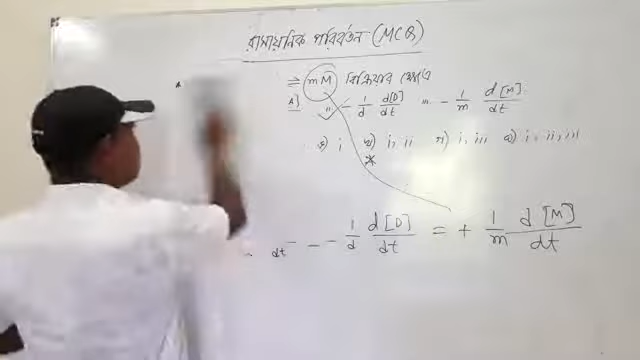 রাসায়নিক পরিবর্তন (MCQ)
⇒ mM বিক্রিয়ার ক্ষেত্রে
ii. - 1/d d[D]/dt iii. - 1/m d[M]/dt
ক) i খ) i, ii গ) i, iii ঘ) i, ii, iii
dt - 1/d d[D]/dt = + 1/m d[M]/dt